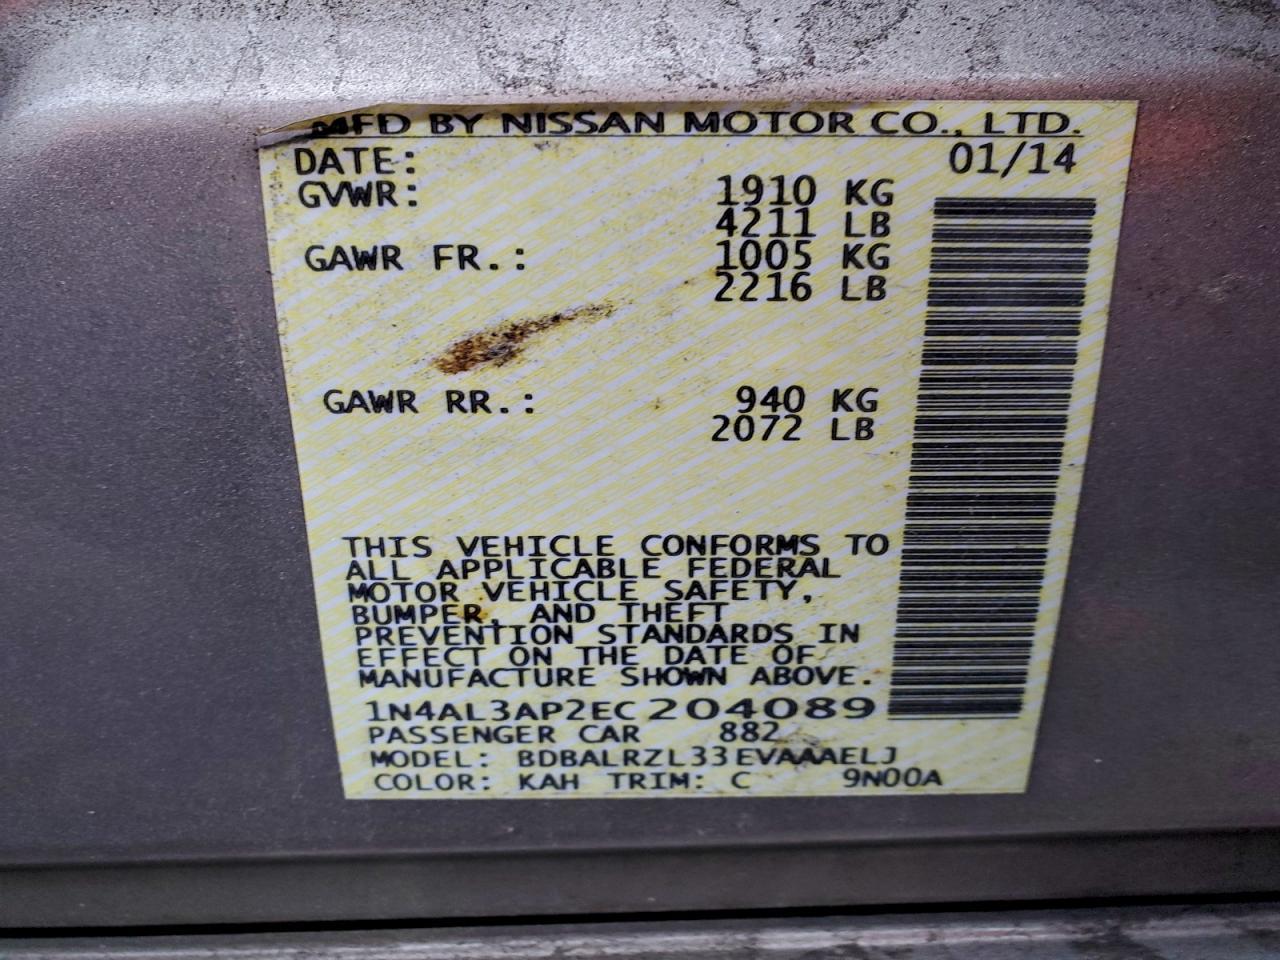 MFD BY NISSAN MOTOR CO., LTD.
DATE: 01/14
GVWR: 1910 KG
4211 LB
GAWR FR.: 1005 KG
2216 LB
GAWR RR.: 940 KG
2072 LB
THIS VEHICLE CONFORMS TO
ALL APPLICABLE FEDERAL
MOTOR VEHICLE SAFETY,
BUMPER, AND THEFT
PREVENTION STANDARDS IN
EFFECT ON THE DATE OF
MANUFACTURE SHOWN ABOVE.
1N4AL3AP2EC204089
PASSENGER CAR 882
MODEL: BDBALRZL33EVAAAELJ
COLOR: KAH TRIM: C 9N00A